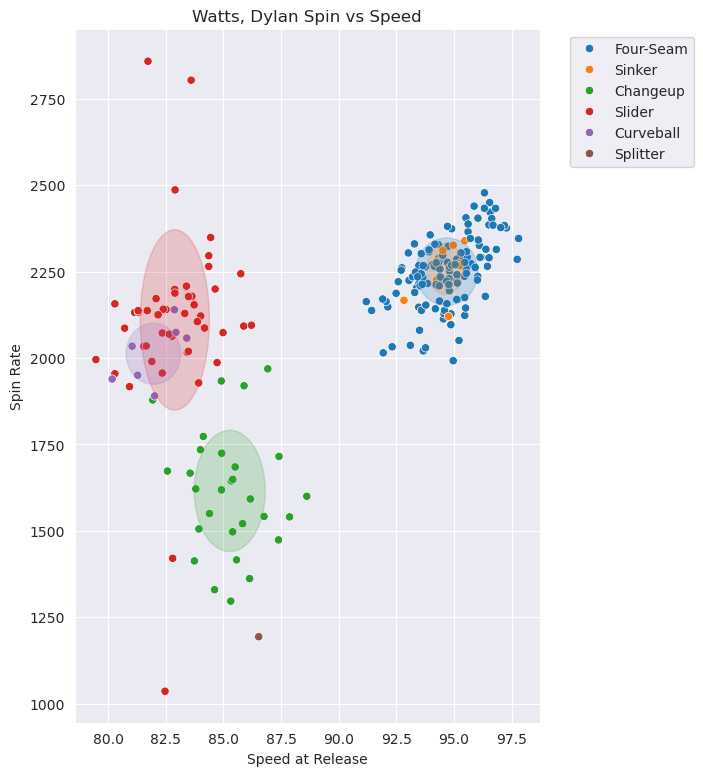 Watts, Dylan Spin vs Speed
Four-Seam
Sinker
Changeup
Slider
Curveball
Splitter
Spin Rate
2750
2500
2250
2000
1750
1500
1250
1000
80.0 82.5 85.0 87.5 90.0 92.5 95.0 97.5
Speed at Release